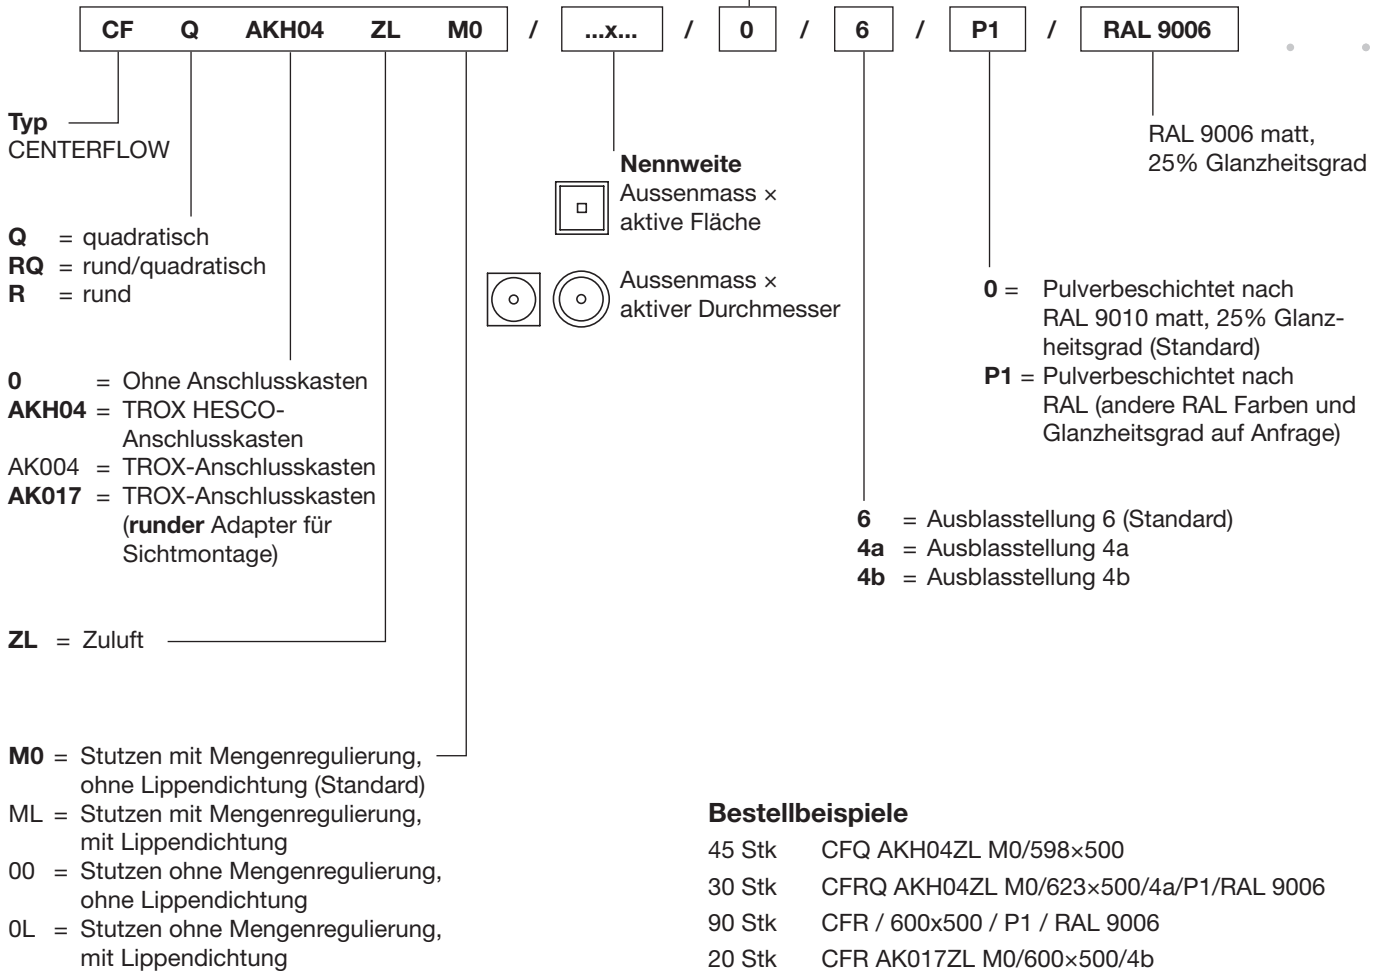 CF Q AKH04 ZL M0 / ...x... / 0 / 6 / P1 / RAL 9006
Typ
CENTERFLOW
Q = quadratisch
RQ = rund/quadratisch
R = rund
0 = Ohne Anschlusskasten
AKH04 = TROX HESCO-
Anschlusskasten
AK004 = TROX-Anschlusskasten
AK017 = TROX-Anschlusskasten
(runder Adapter für
Sichtmontage)
ZL = Zuluft
M0 = Stutzen mit Mengenregulierung,
ohne Lippendichtung (Standard)
ML = Stutzen mit Mengenregulierung,
mit Lippendichtung
00 = Stutzen ohne Mengenregulierung,
ohne Lippendichtung
0L = Stutzen ohne Mengenregulierung,
mit Lippendichtung
Nennweite
Aussenmass ×
aktive Fläche
Aussenmass ×
aktiver Durchmesser
RAL 9006 matt,
25% Glanzheitsgrad
0 = Pulverbeschichtet nach
RAL 9010 matt, 25% Glanz-
heitsgrad (Standard)
P1 = Pulverbeschichtet nach
RAL (andere RAL Farben und
Glanzheitsgrad auf Anfrage)
6 = Ausblasstellung 6 (Standard)
4a = Ausblasstellung 4a
4b = Ausblasstellung 4b
Bestellbeispiele
45 Stk CFQ AKH04ZL M0/598×500
30 Stk CFRQ AKH04ZL M0/623×500/4a/P1/RAL 9006
90 Stk CFR / 600x500 / P1 / RAL 9006
20 Stk CFR AK017ZL M0/600×500/4b